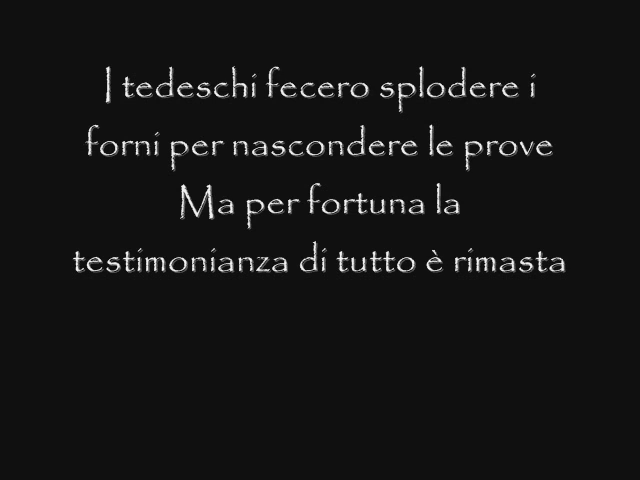 I tedeschi fecero splodere i
forni per nascondere le prove
Ma per fortuna la
testimonianza di tutto è rimasta